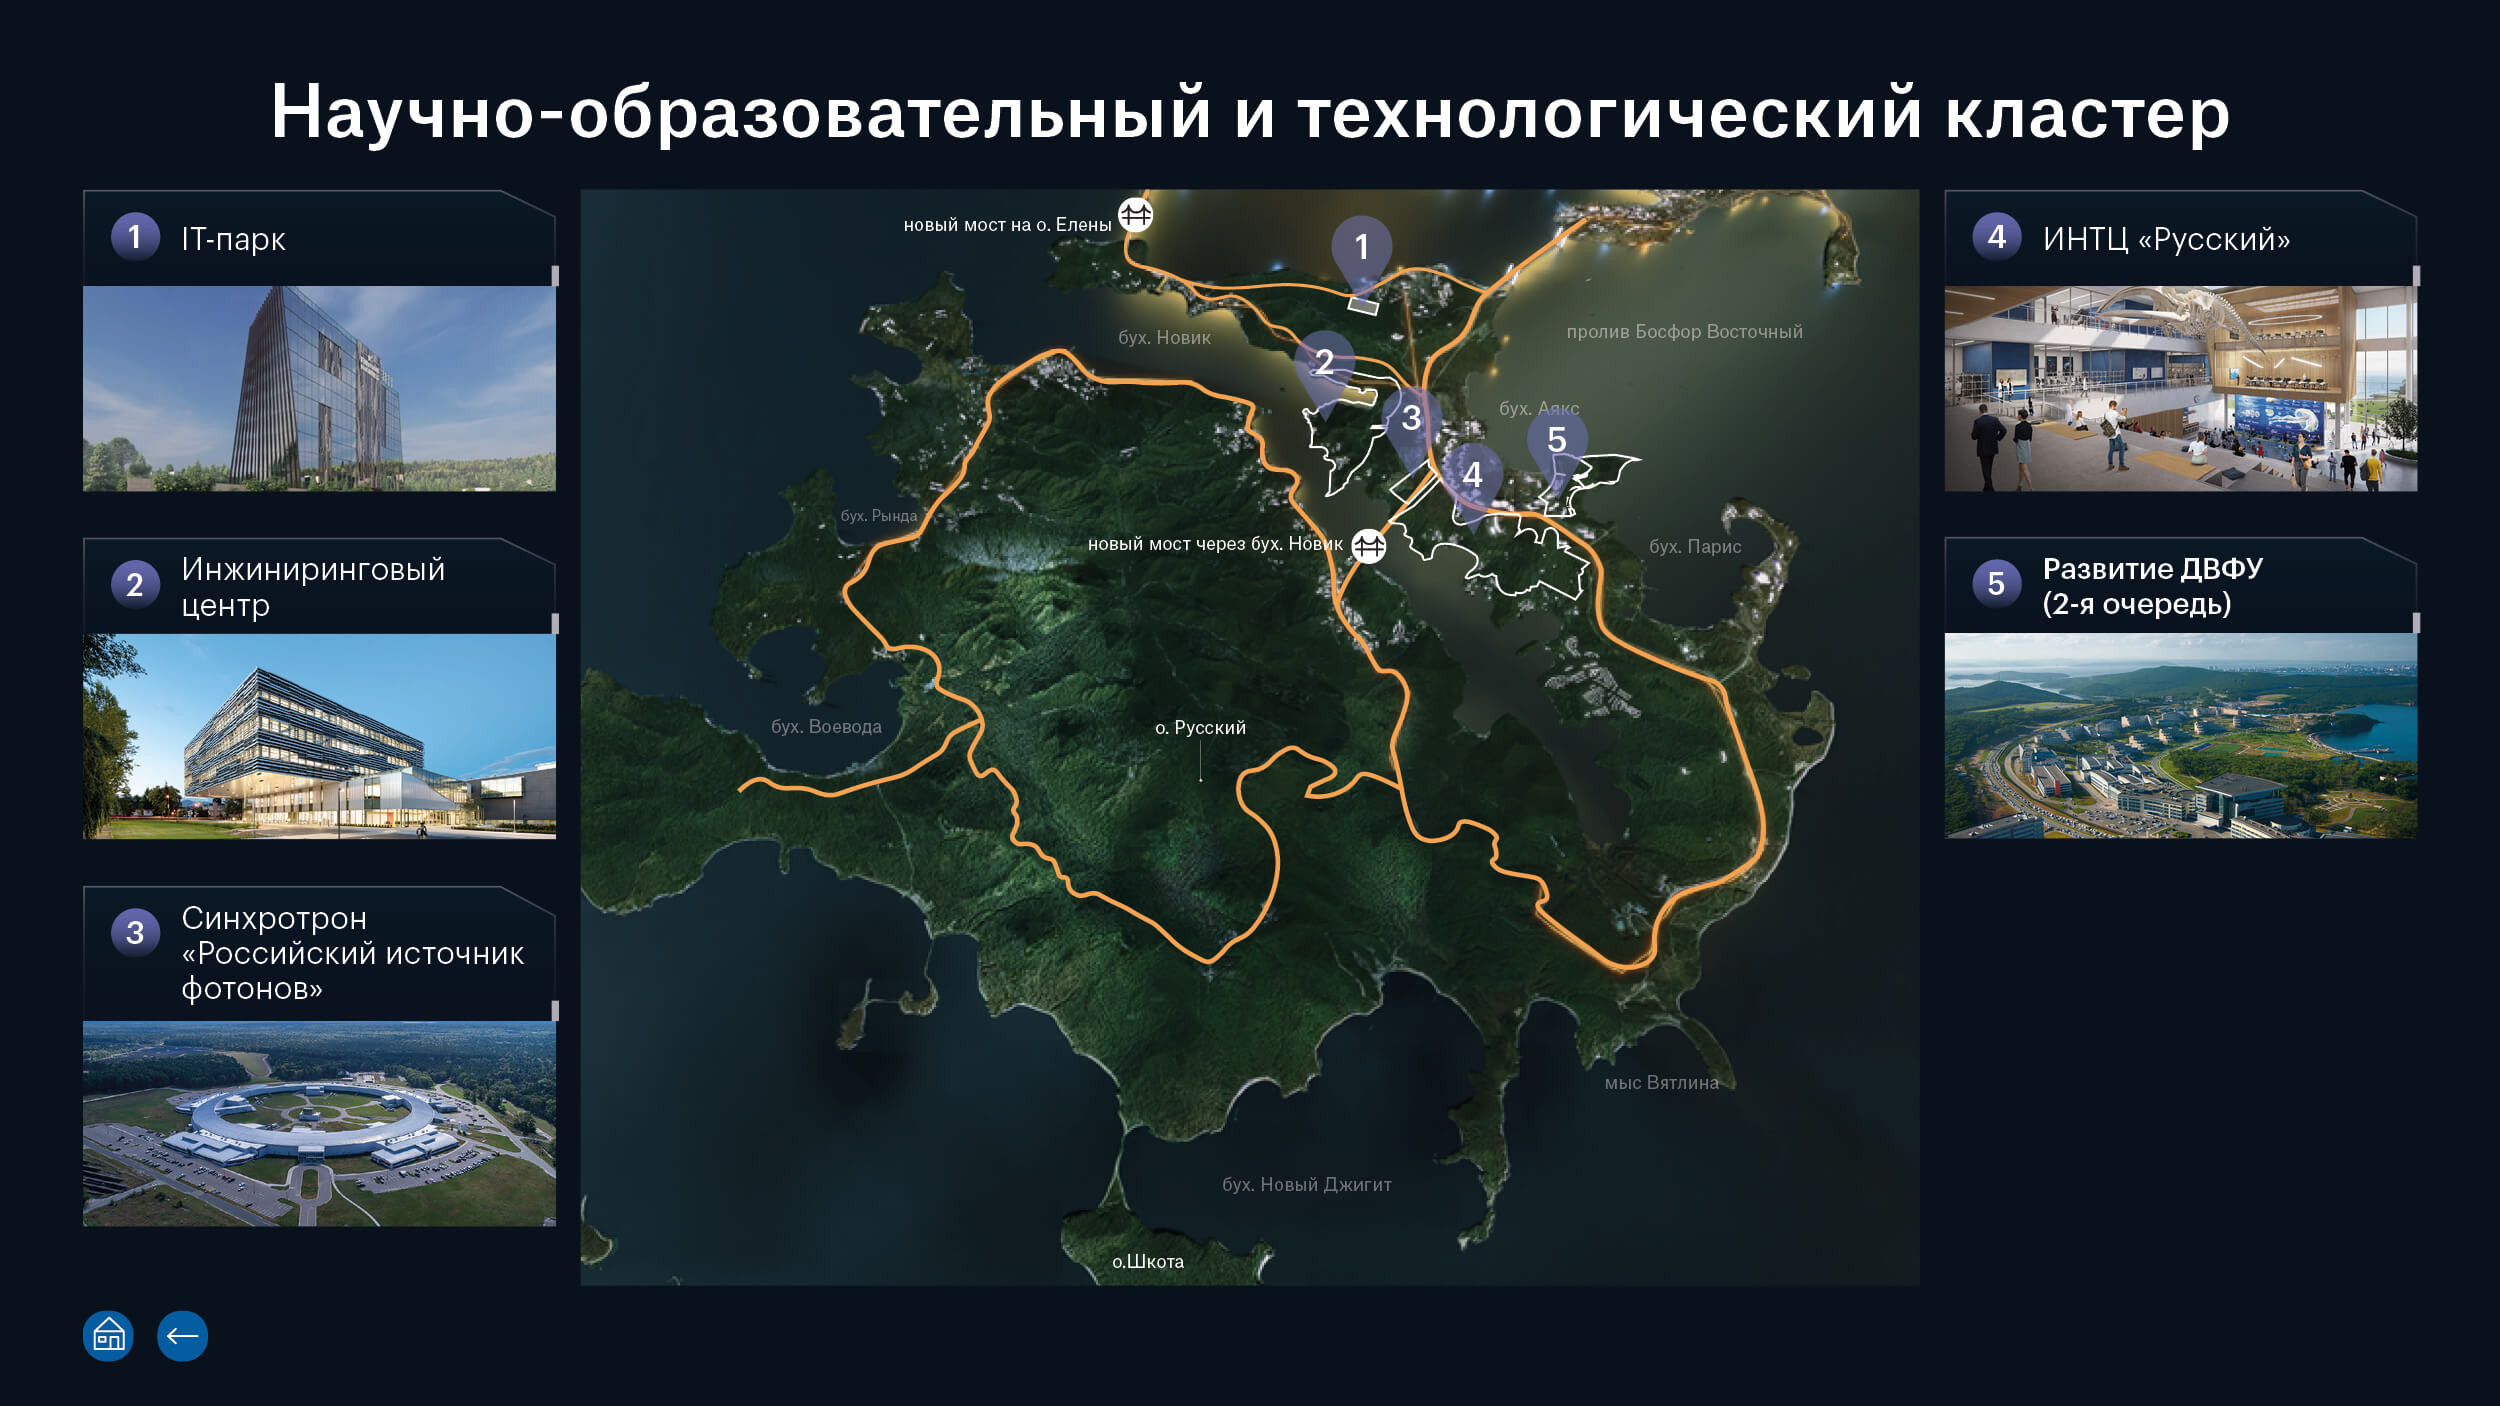 Научно-образовательный и технологический кластер
1
IT-парк
2
Инжиниринговый
центр
3
Синхротрон
«Российский источник
фотонов»
новый мост на о. Елены
1
бух. Новик
пролив Босфор Восточный
2
бух. Аякс
3
5
4
бух. Рында
новый мост через бух. Новик
бух. Парис
бух. Воевода
о. Русский
мыс Вятлина
бух. Новый Джигит
о.Шкота
4
ИНТЦ «Русский»
5
Развитие ДВФУ
(2-я очередь)